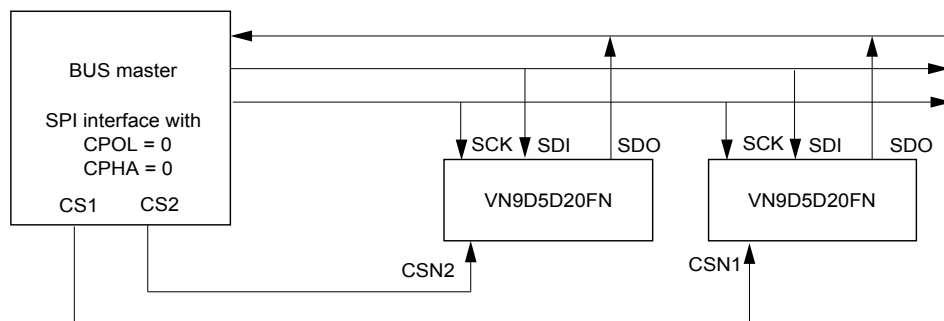 BUS master
SPI interface with
CPOL = 0
CPHA = 0
CS1 CS2
SCK SDI SDO
VN9D5D20FN
CSN2
SCK SDI SDO
VN9D5D20FN
CSN1